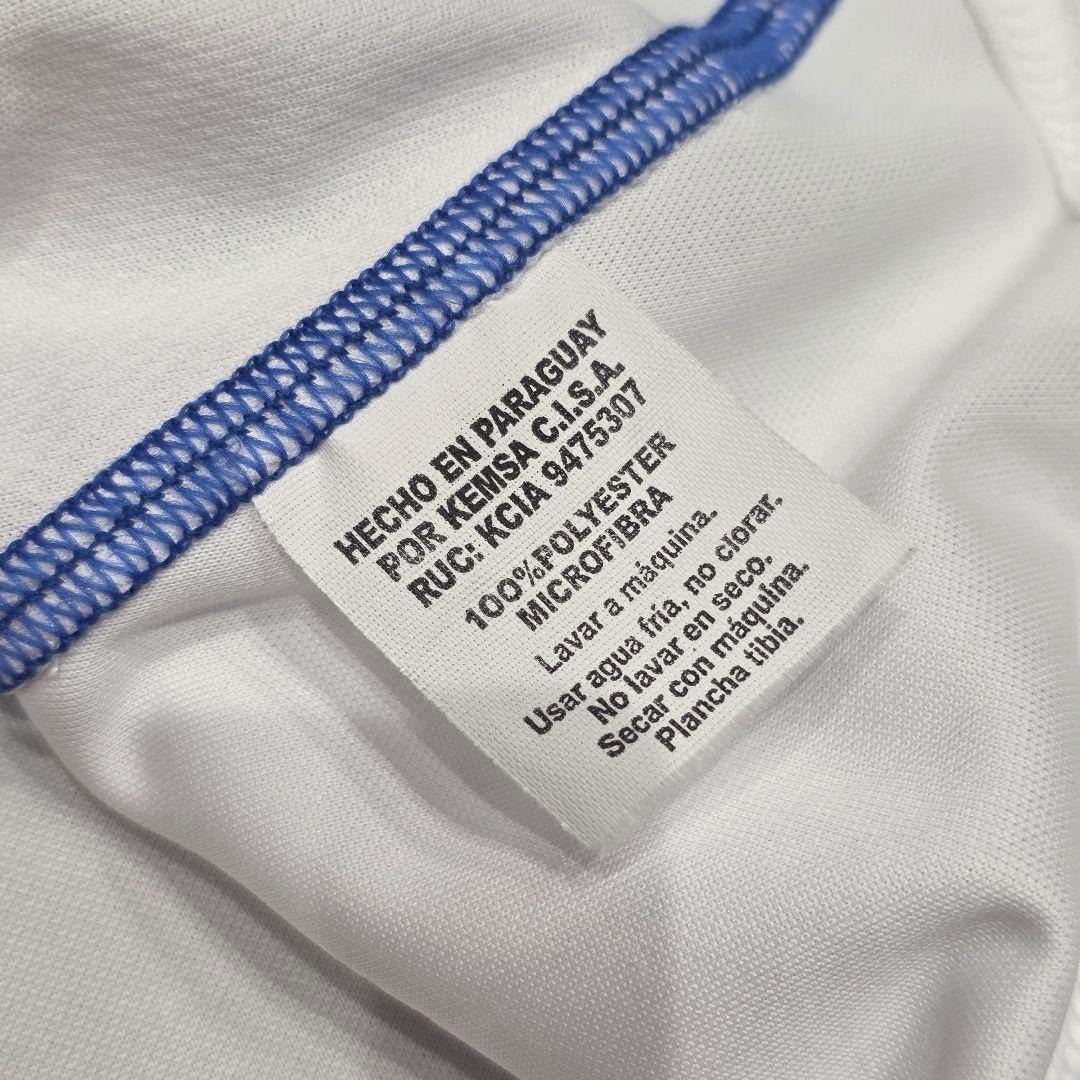 HECHO EN PARAGUAY
POR KEMSA C.I.S.A.
RUC: KCIA 9475307
100%POLYESTER
MICROFIBRA
Lavar a máquina.
Usar agua fría, no clorar.
No lavar en seco.
Secar con máquina.
Plancha tibia.